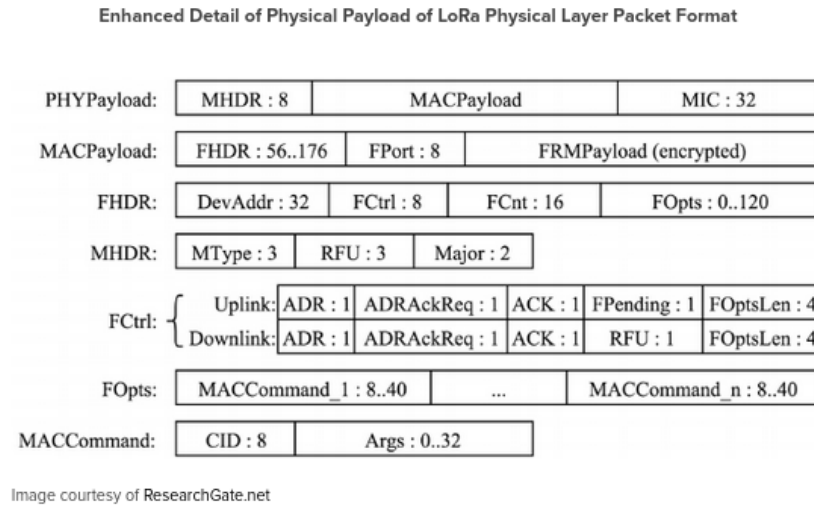 Enhanced Detail of Physical Payload of LoRa Physical Layer Packet Format
PHYPayload: MHDR : 8 MACPayload MIC : 32
MACPayload: FHDR : 56..176 FPort : 8 FRMPayload (encrypted)
FHDR: DevAddr : 32 FCtrl : 8 FCnt : 16 FOpts : 0..120
MHDR: MType : 3 RFU : 3 Major : 2
FCtrl:
Uplink: ADR : 1 ADRAckReq : 1 ACK : 1 FPending : 1 FOptsLen : 4
Downlink: ADR : 1 ADRAckReq : 1 ACK : 1 RFU : 1 FOptsLen : 4
FOpts: MACCommand_1 : 8..40 ... MACCommand_n : 8..40
MACCommand: CID : 8 Args : 0..32
Image courtesy of ResearchGate.net